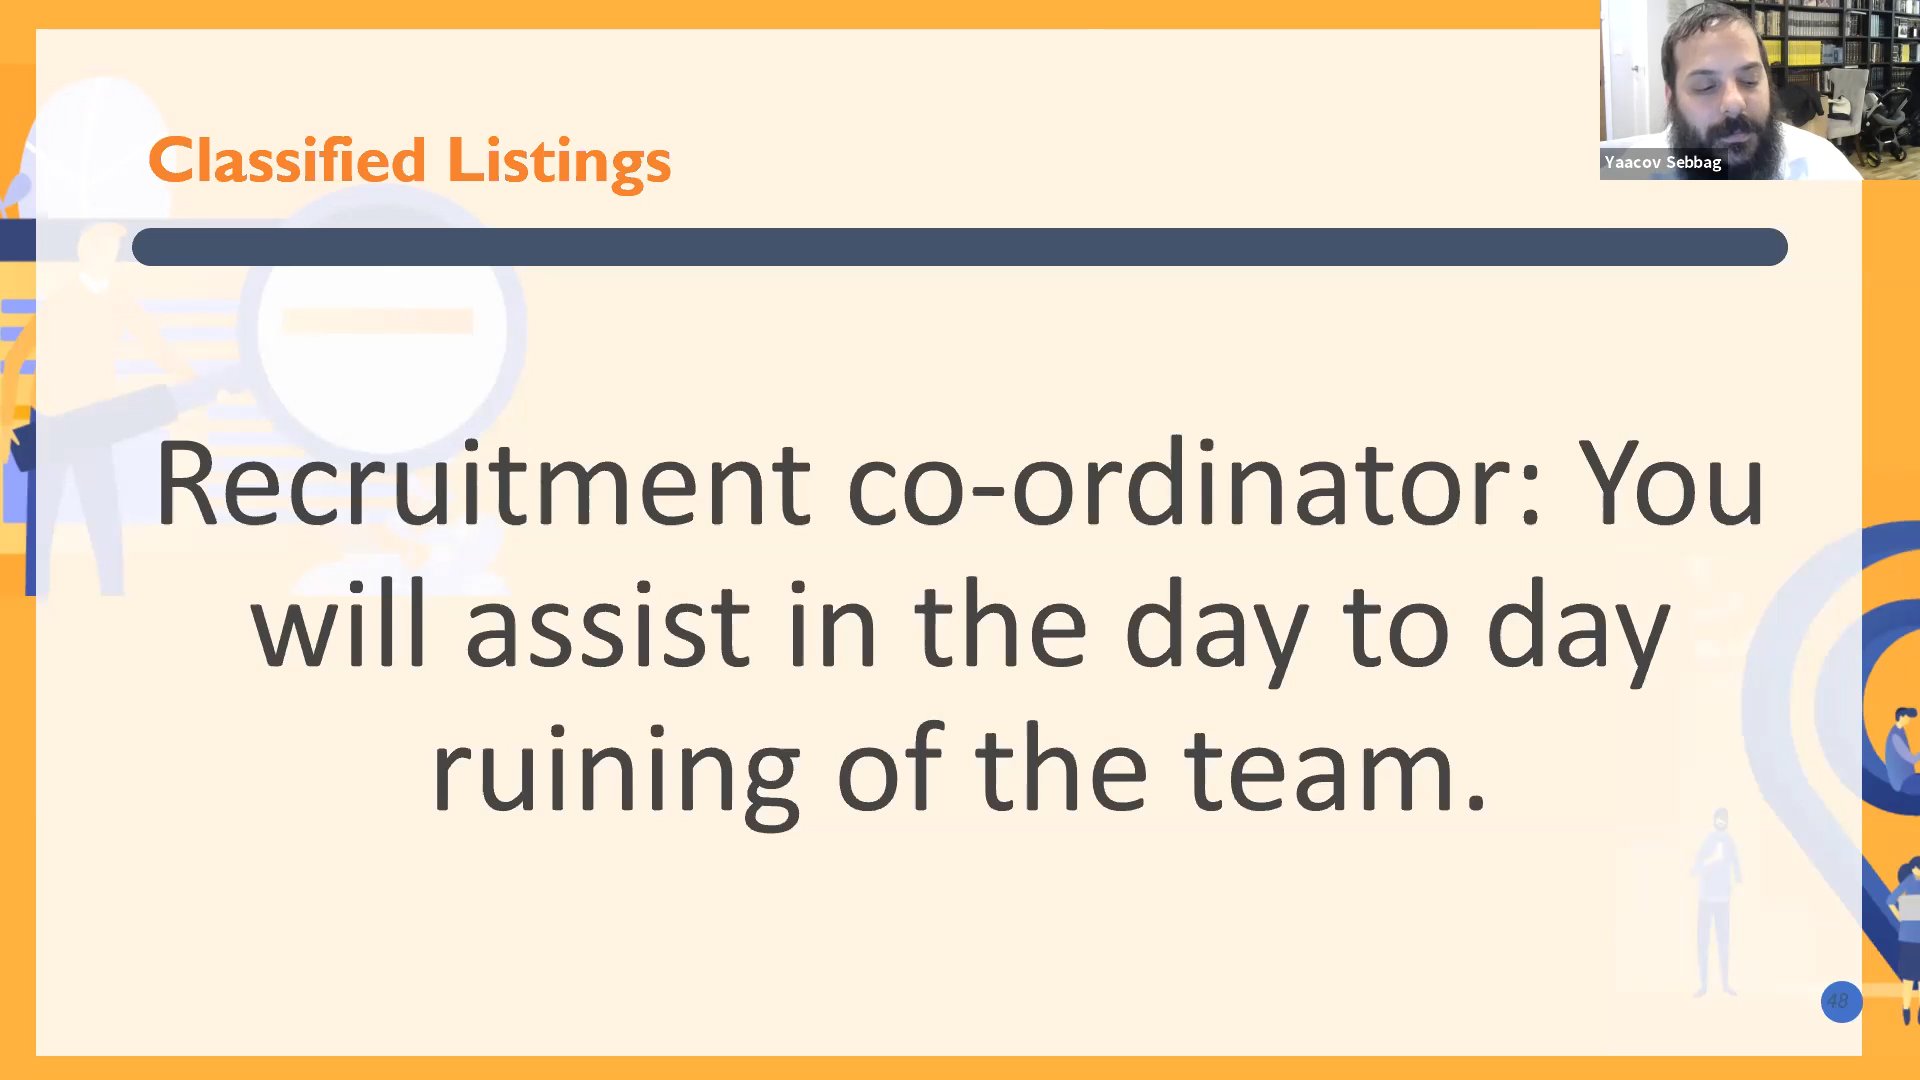 Classified Listings
Yaacov Sebbag
Recruitment co-ordinator: You
will assist in the day to day
ruining of the team.
48